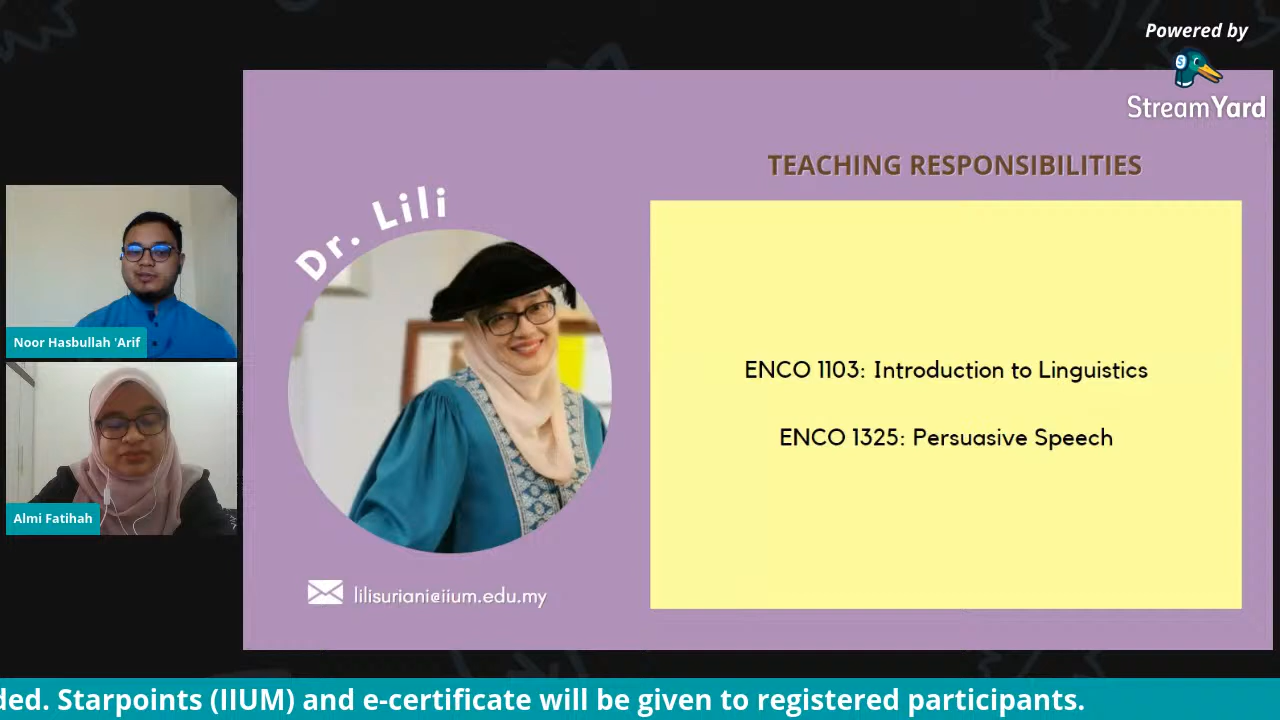 Powered by
StreamYard
TEACHING RESPONSIBILITIES
Dr. Lili
ENCO 1103: Introduction to Linguistics
ENCO 1325: Persuasive Speech
lilisuriani@iium.edu.my
Noor Hasbullah 'Arif
Almi Fatihah
Starpoints (IIUM) and e-certificate will be given to registered participants.